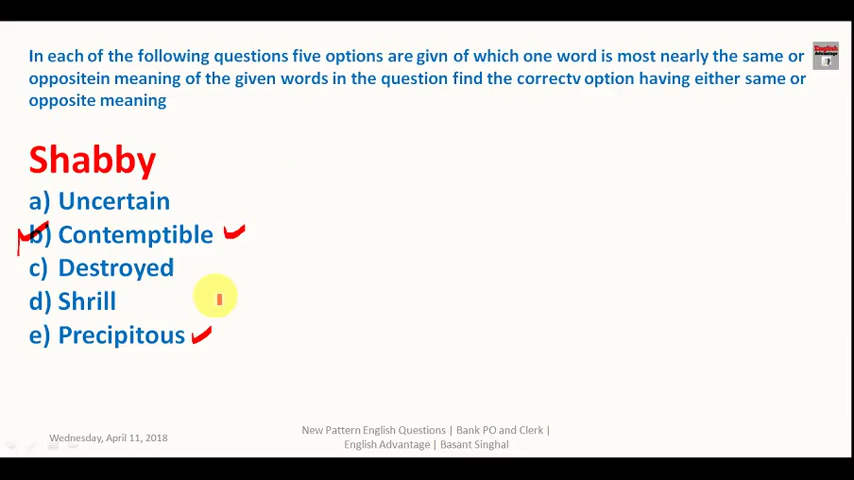 In each of the following questions five options are givn of which one word is most nearly the same or
oppositein meaning of the given words in the question find the correctv option having either same or
opposite meaning
English
Advantage
Shabby
a) Uncertain
b) Contemptible
c) Destroyed
d) Shrill
e) Precipitous
Wednesday, April 11, 2018
New Pattern English Questions | Bank PO and Clerk |
English Advantage | Basant Singhal